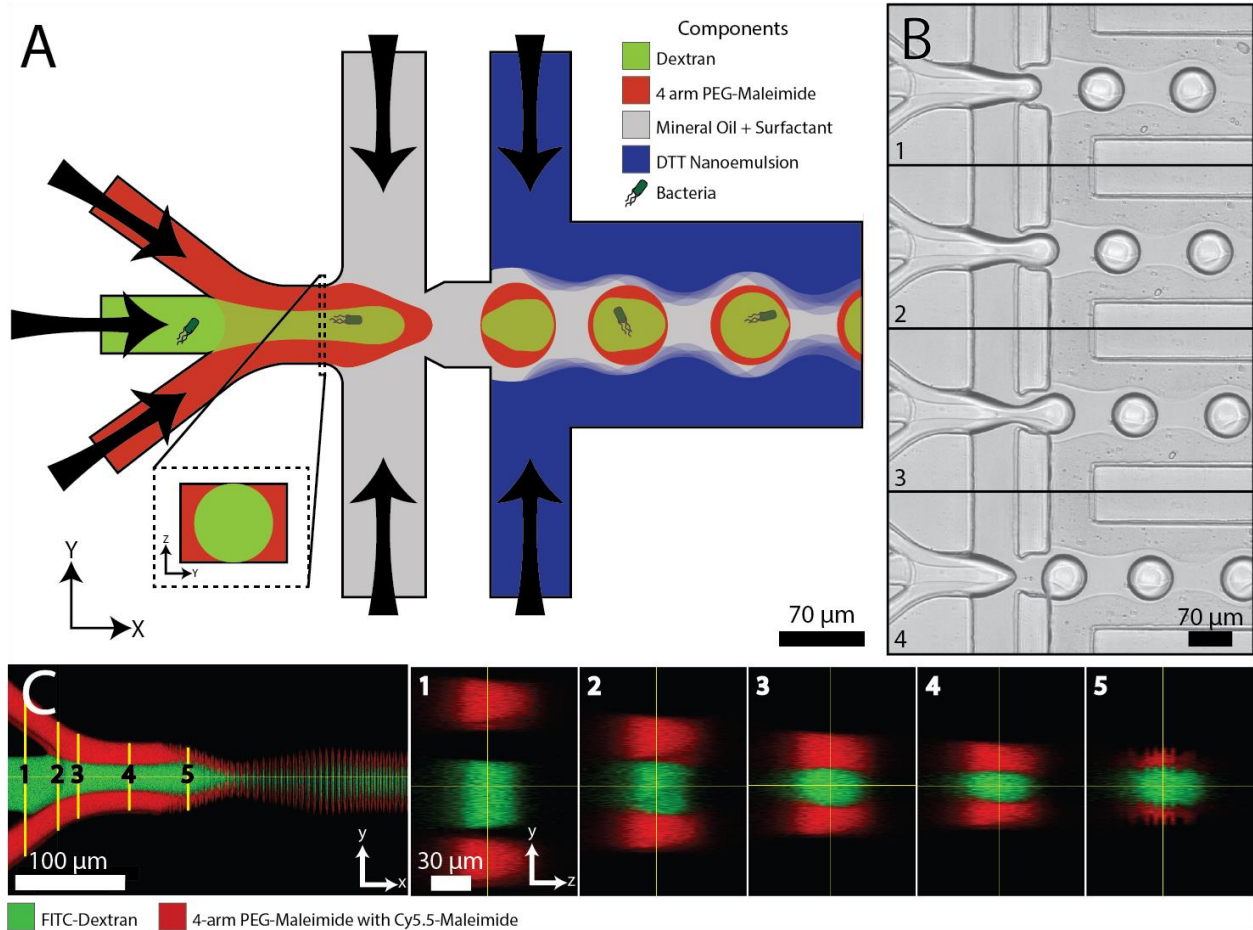 A
Components
Dextran
4 arm PEG-Maleimide
Mineral Oil + Surfactant
DTT Nanoemulsion
Bacteria
Z
Y
Y
X
70 µm
B
1
2
3
4
70 µm
C
1
2
3
4
5
100 µm
y
x
1
30 µm
y
z
2
3
4
5
FITC-Dextran
4-arm PEG-Maleimide with Cy5.5-Maleimide